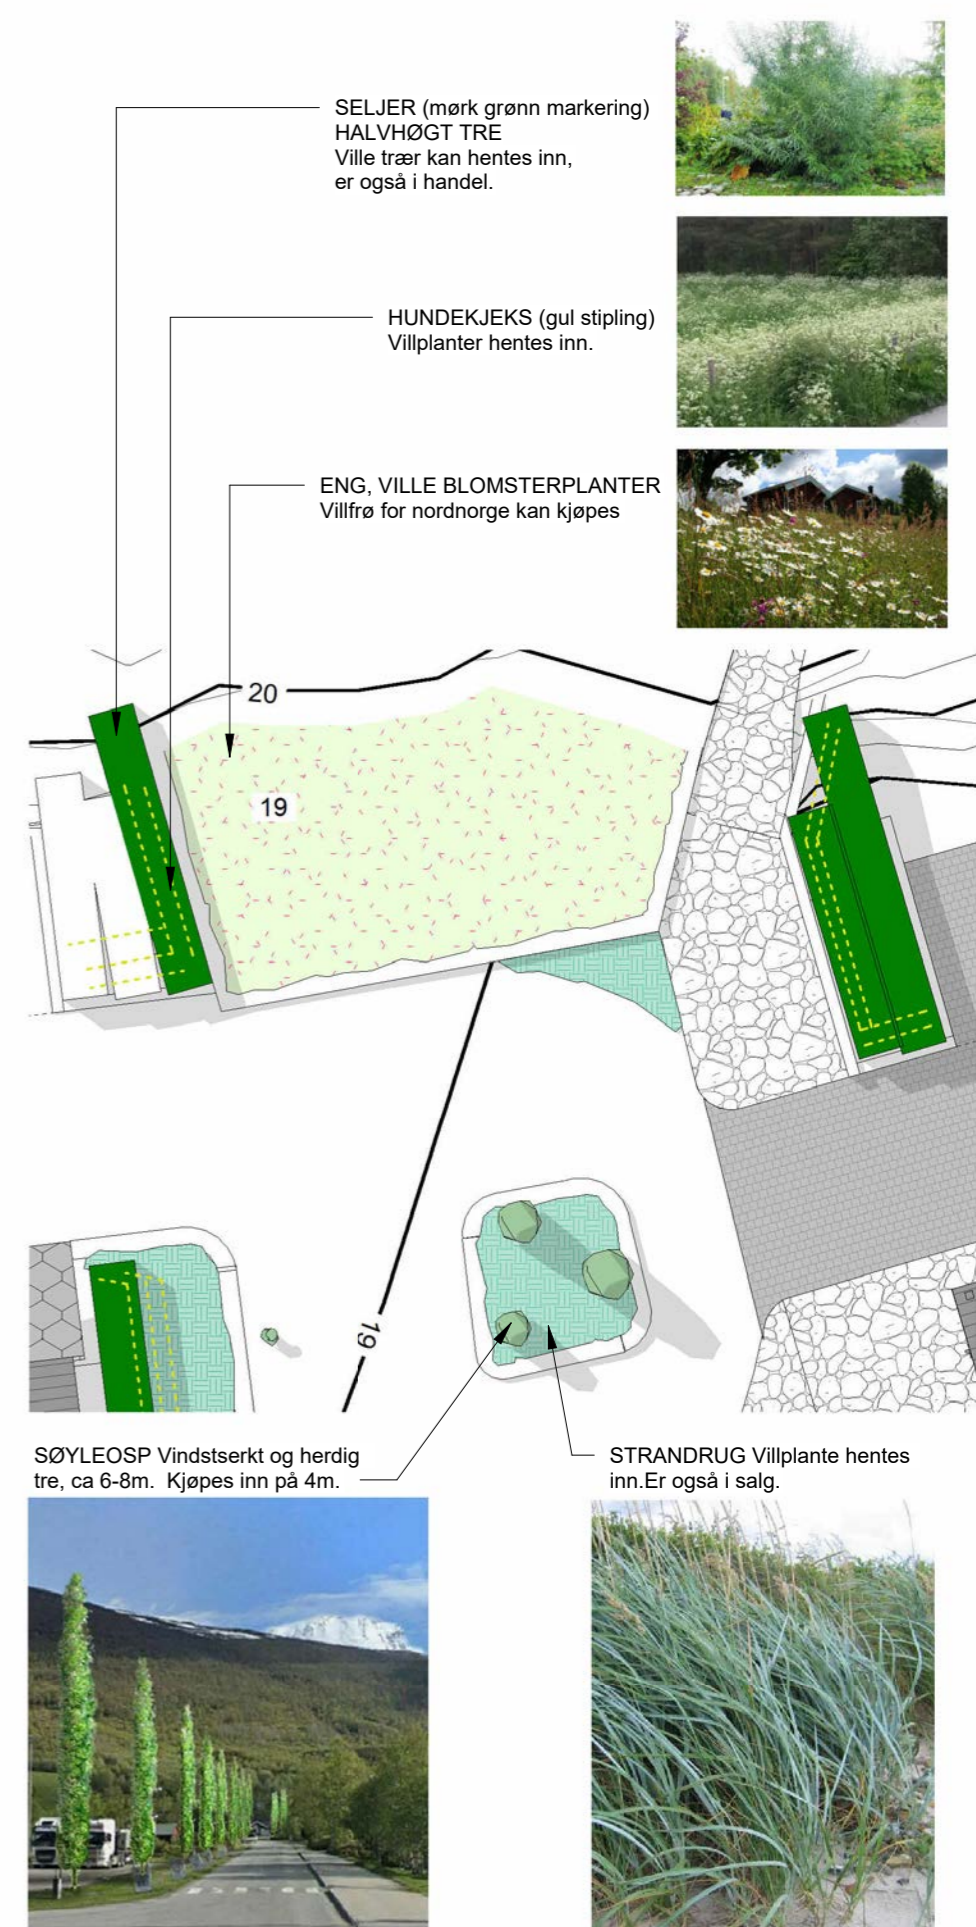 SELJER (mørk grønn markering)
HALVHØGT TRE
Ville trær kan hentes inn,
er også i handel.
HUNDEKJEKS (gul stipling)
Villplanter hentes inn.
ENG, VILLE BLOMSTERPLANTER
Villfrø for nordnorge kan kjøpes
20
19
19
SØYLEOSP Vindstserkt og herdig
tre, ca 6-8m. Kjøpes inn på 4m.
STRANDRUG Villplante hentes
inn.Er også i salg.